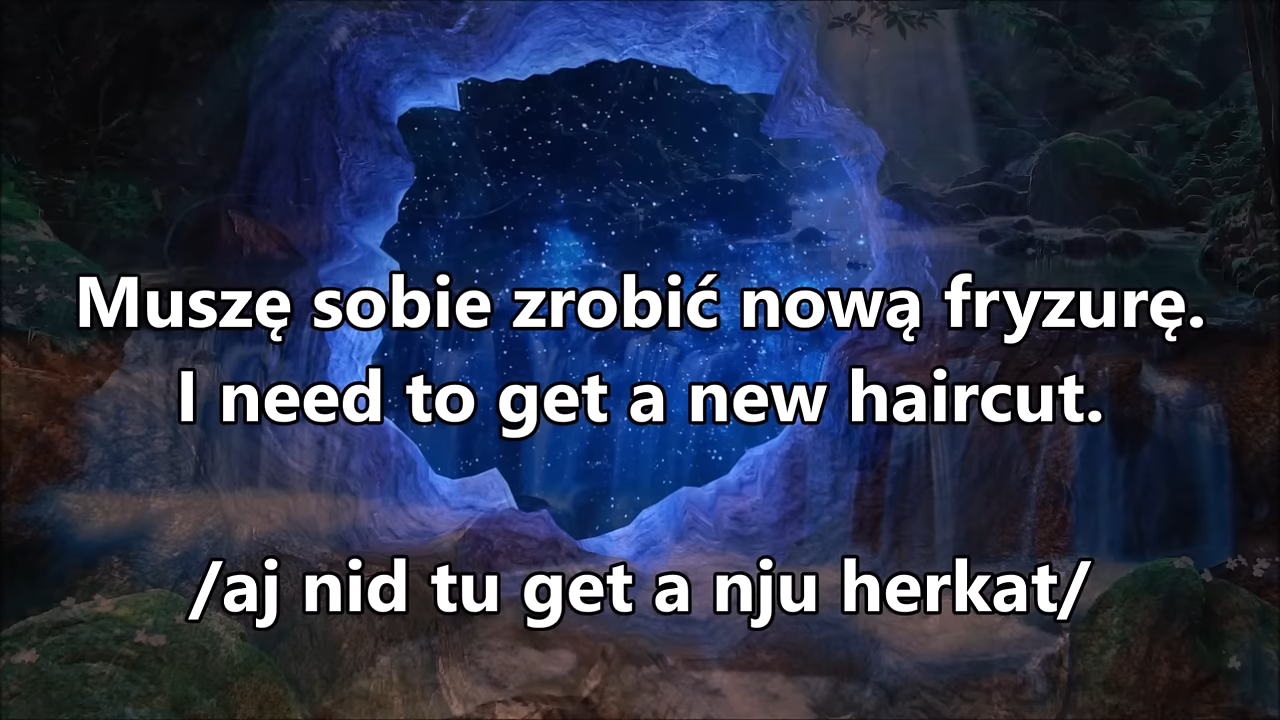 Muszę sobie zrobić nową fryzurę.
I need to get a new haircut.
/aj nid tu get a nju herkat/